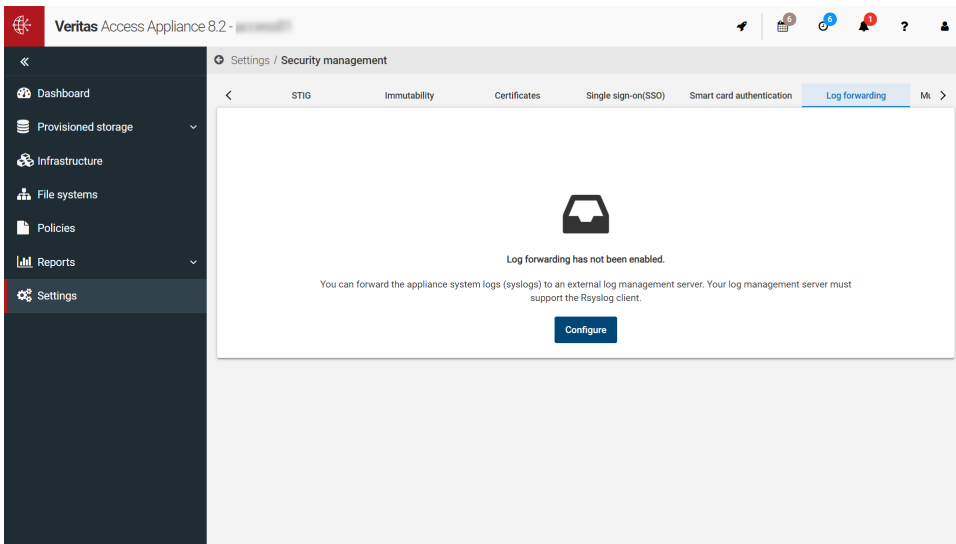 Veritas Access Appliance 8.2 -
6
6
1
?
Settings / Security management
Dashboard
Provisioned storage
Infrastructure
File systems
Policies
Reports
Settings
STIG
Immutability
Certificates
Single sign-on(SSO)
Smart card authentication
Log forwarding
Log forwarding has not been enabled.
You can forward the appliance system logs (syslogs) to an external log management server. Your log management server must
support the Rsyslog client.
Configure